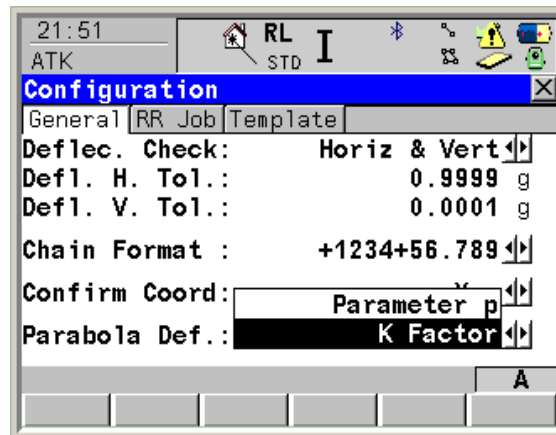 21:51
ATK
RL
STD
I
Configuration
General RR Job Template
Deflec. Check: Horiz & Vert
Defl. H. Tol.: 0.9999 g
Defl. V. Tol.: 0.0001 g
Chain Format : +1234+56.789
Confirm Coord:
Parameter p
Parabola Def.: K Factor
A